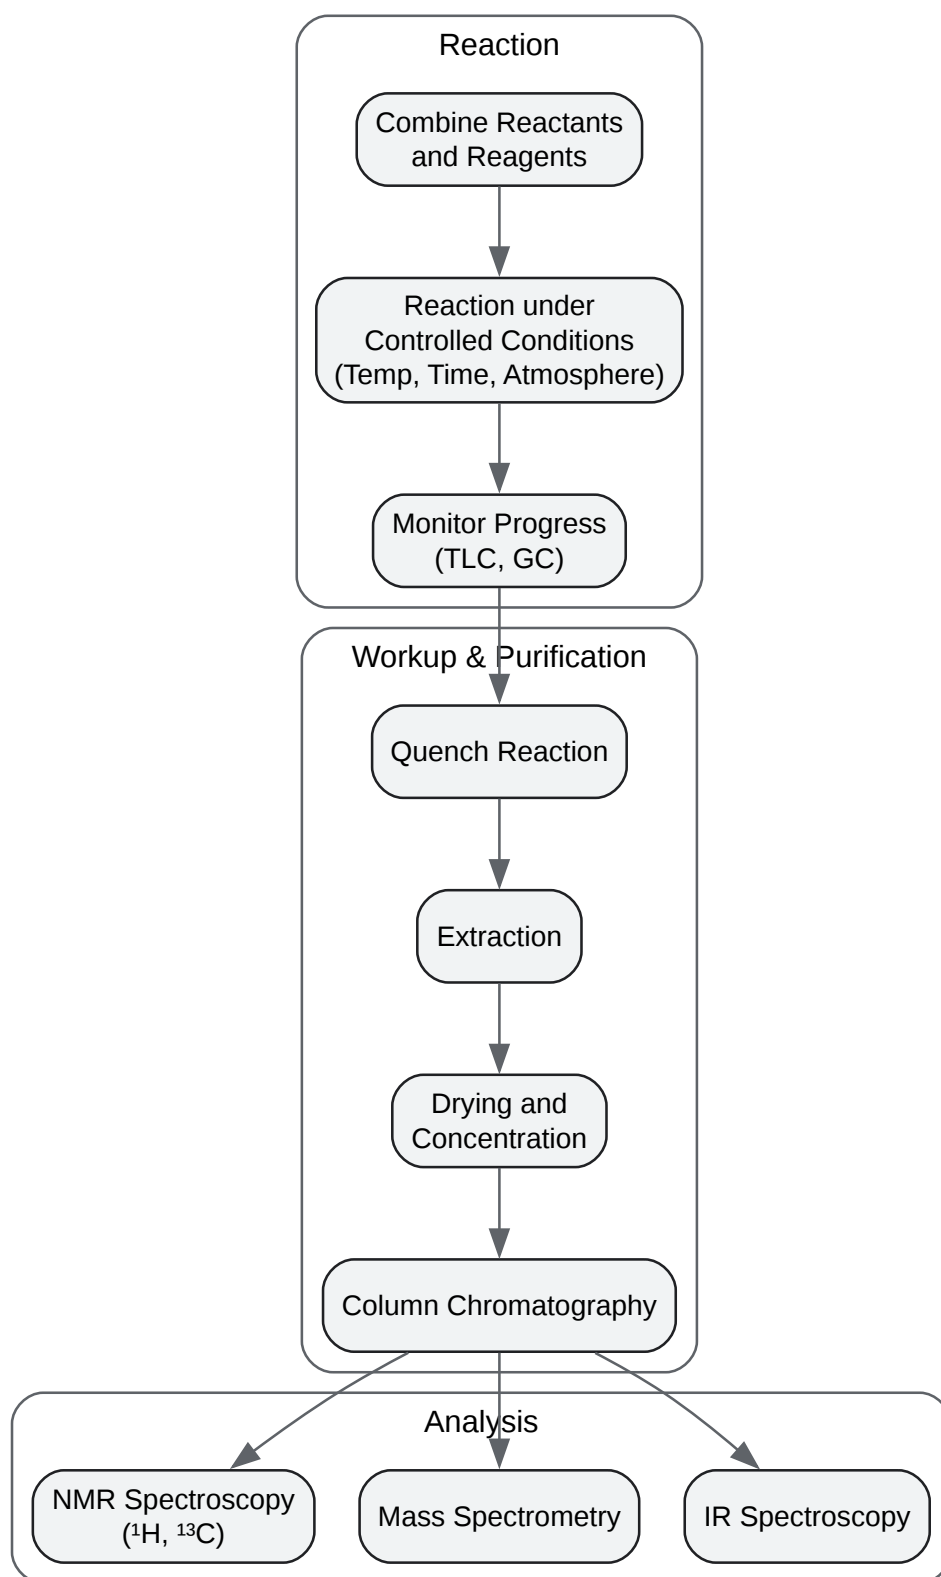 Reaction
Combine Reactants
and Reagents
Reaction under
Controlled Conditions
(Temp, Time, Atmosphere)
Monitor Progress
(TLC, GC)
Workup & Purification
Quench Reaction
Extraction
Drying and
Concentration
Column Chromatography
Analysis
NMR Spectroscopy
(¹H, ¹³C)
Mass Spectrometry
IR Spectroscopy